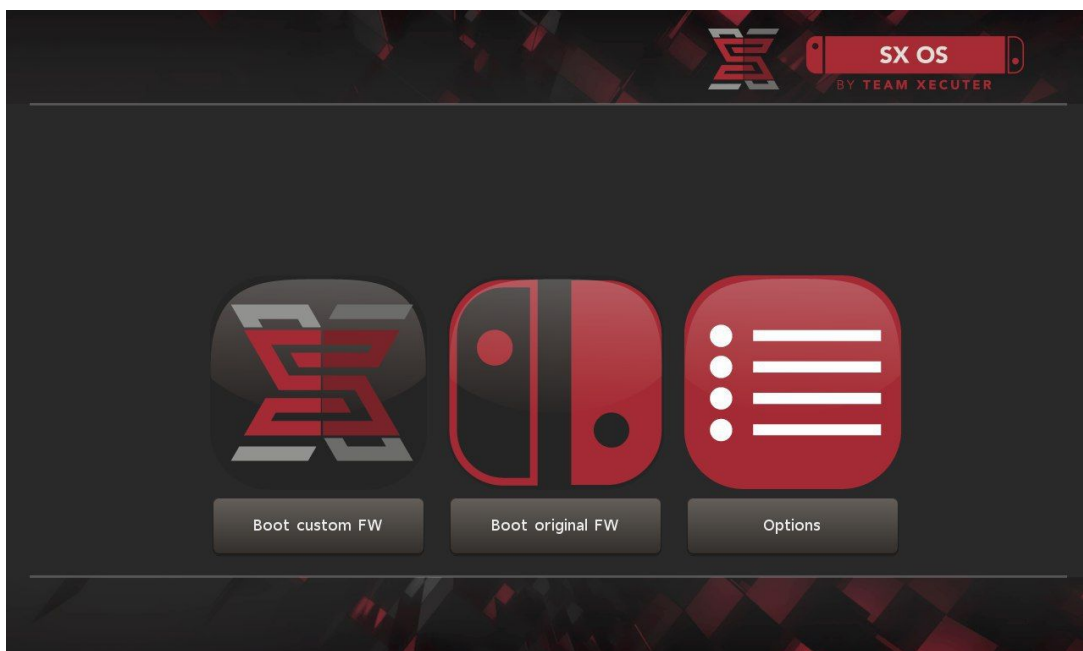 SX OS
BY TEAM XECUTER
Boot custom FW
Boot original FW
Options